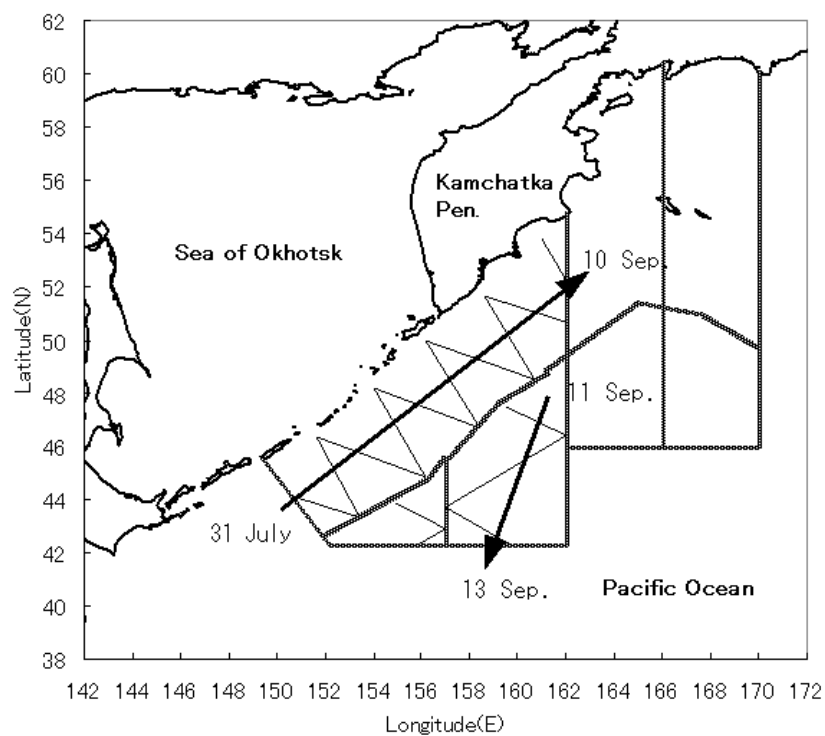 62
60
58
56
54
52
50
48
46
44
42
40
38
Latitude(N)
Kamchatka
Pen.
Sea of Okhotsk
10 Sep.
11 Sep.
31 July
13 Sep.
Pacific Ocean
142 144 146 148 150 152 154 156 158 160 162 164 166 168 170 172
Longitude(E)